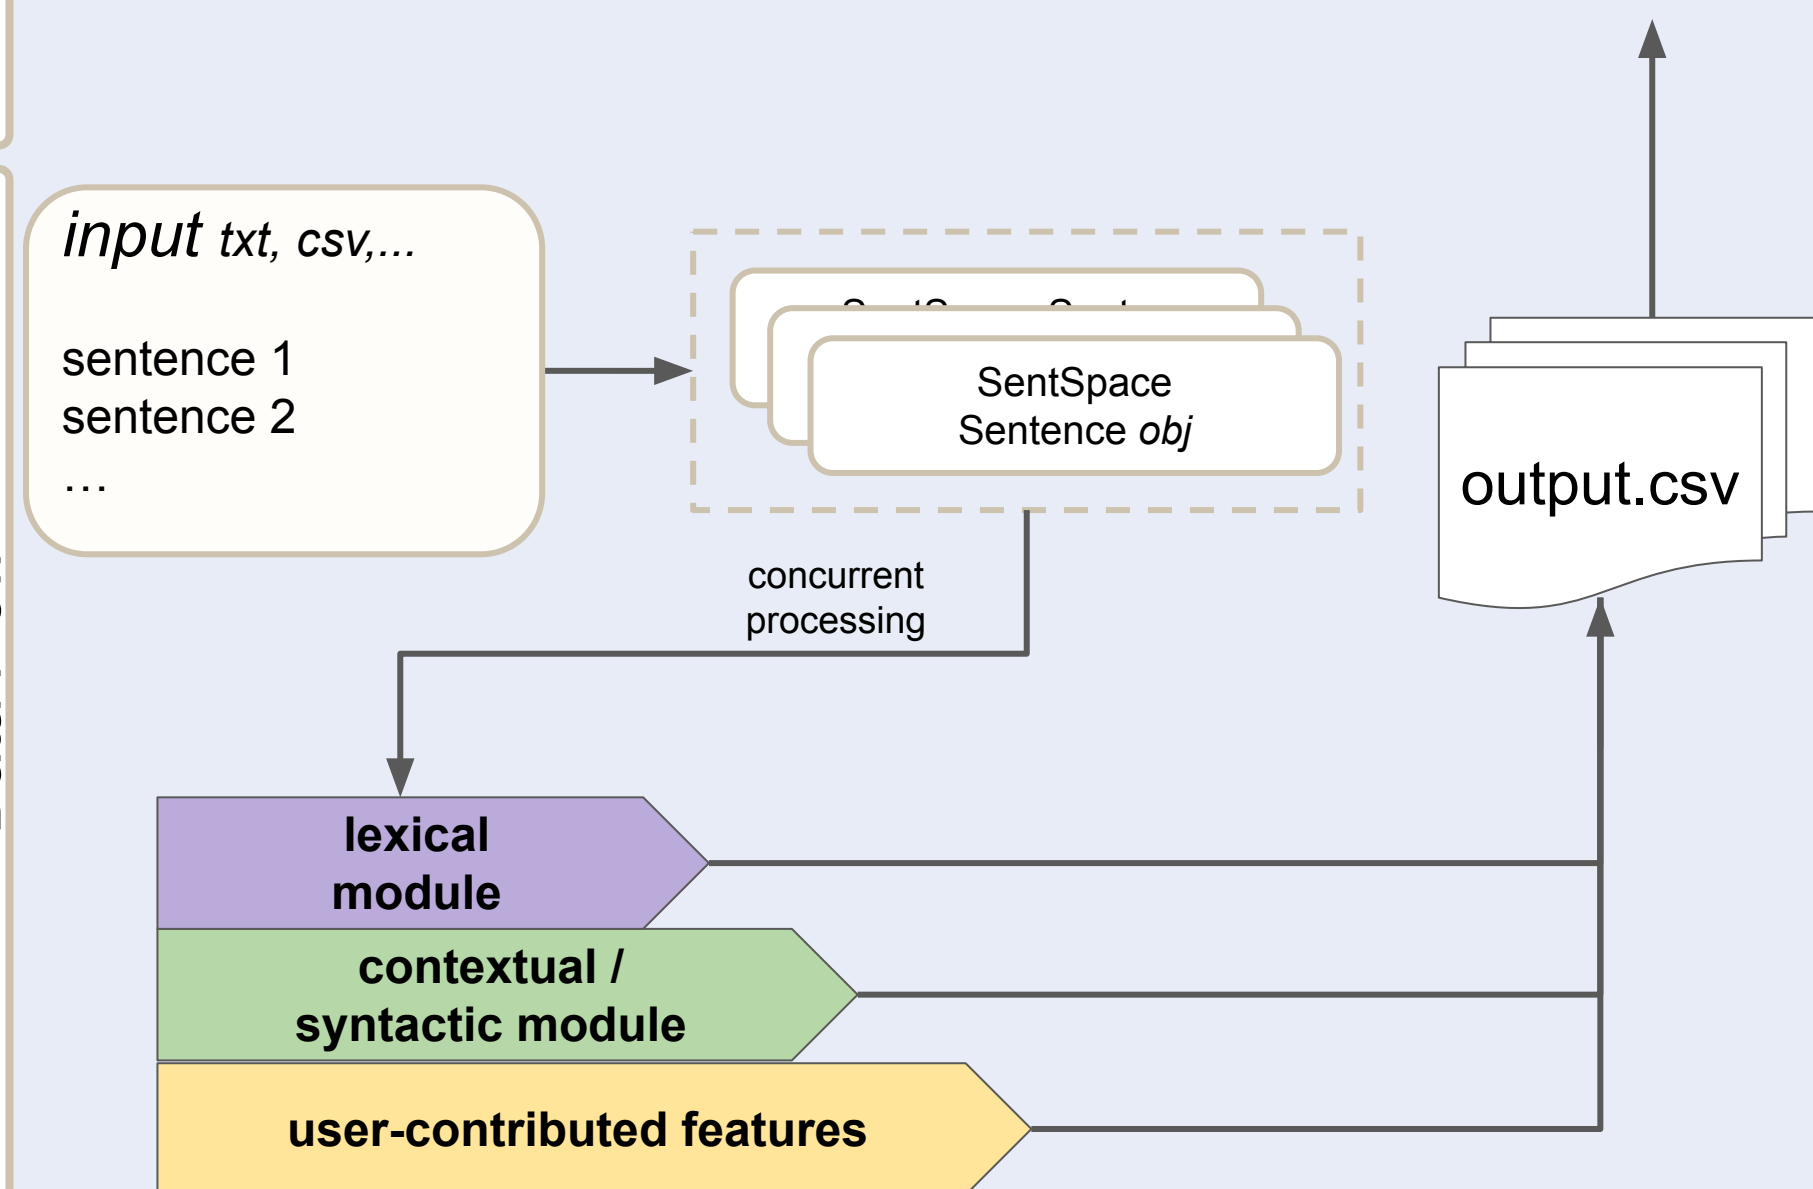 input txt, csv,...
sentence 1
sentence 2
…
SentSpace
Sentence obj
output.csv
concurrent
processing
lexical
module
contextual /
syntactic module
user-contributed features